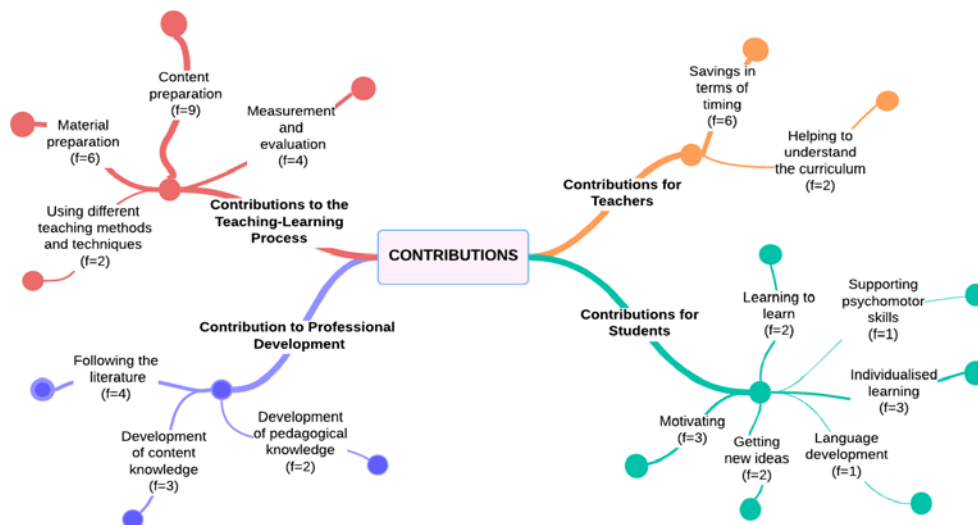 Content
preparation
(f=9)
Measurement
and
evaluation
(f=4)
Material
preparation
(f=6)
Using different
teaching methods
and techniques
(f=2)
Contributions to the
Teaching-Learning
Process
Contribution to Professional
Development
Following the
literature
(f=4)
Development
of content
knowledge
(f=3)
Development
of pedagogical
knowledge
(f=2)
CONTRIBUTIONS
Savings in
terms of
timing
(f=6)
Helping to
understand
the curriculum
(f=2)
Contributions for
Teachers
Contributions for
Students
Learning to
learn
(f=2)
Supporting
psychomotor
skills
(f=1)
Individualised
learning
(f=3)
Motivating
(f=3)
Getting
new ideas
(f=2)
Language
development
(f=1)